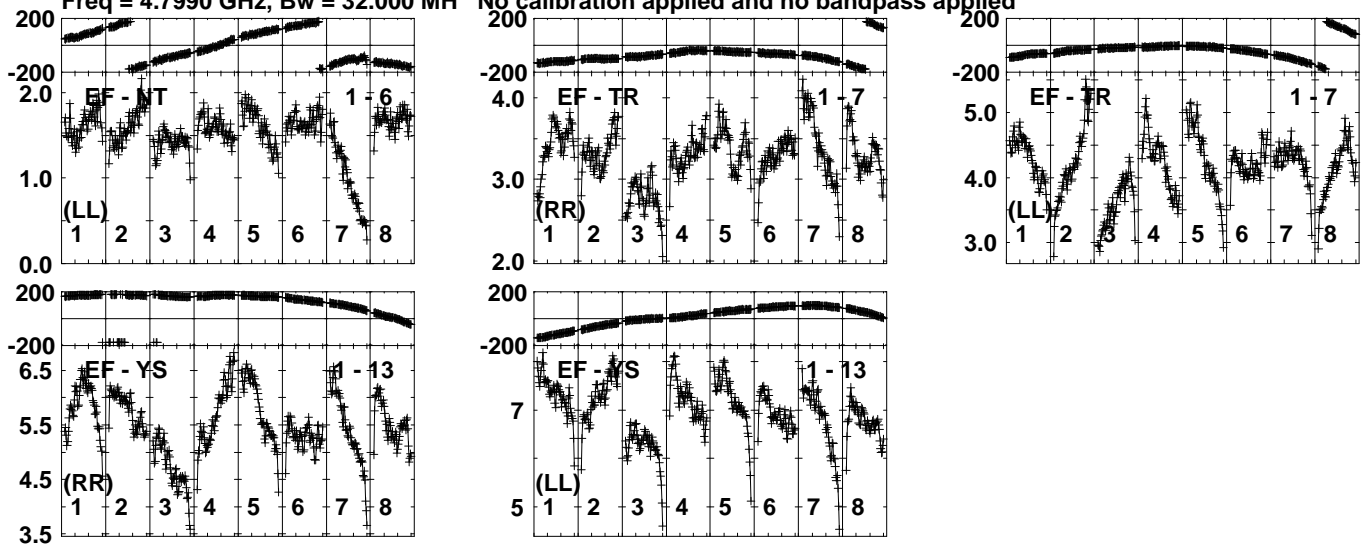 Freq = 4.7990 GHz, Bw = 32.000 MH No calibration applied and no bandpass applied
200
-200
2.0
1.0
0.0
EF - NT
1 - 6
(LL)
1 2 3 4 5 6 7 8
200
-200
4.0
3.0
2.0
EF - TR
1 - 7
(RR)
1 2 3 4 5 6 7 8
200
-200
5.0
4.0
3.0
EF - TR
1 - 7
(LL)
1 2 3 4 5 6 7 8
200
-200
6.5
5.5
4.5
3.5
EF - YS
1 - 13
(RR)
1 2 3 4 5 6 7 8
200
-200
7
5
EF - YS
1 - 13
(LL)
1 2 3 4 5 6 7 8